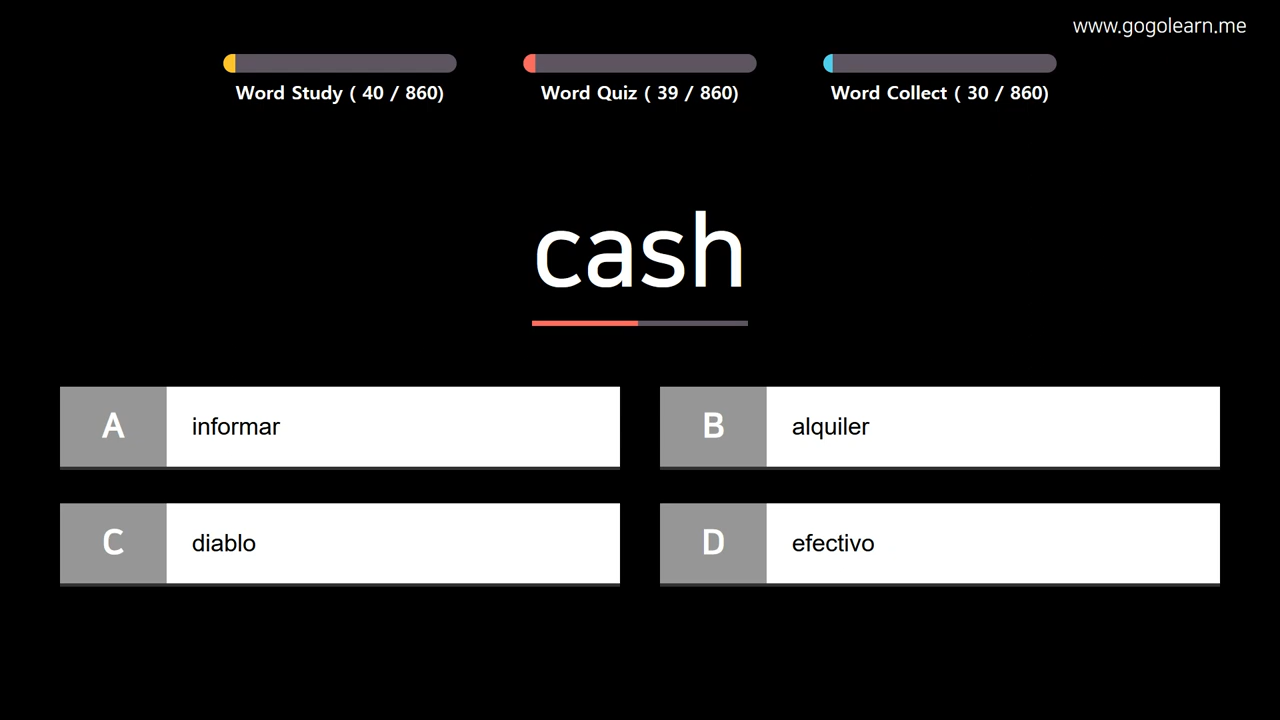 www.gogolearn.me
Word Study ( 40 / 860)
Word Quiz ( 39 / 860)
Word Collect ( 30 / 860)
cash
A informar
B alquiler
C diablo
D efectivo